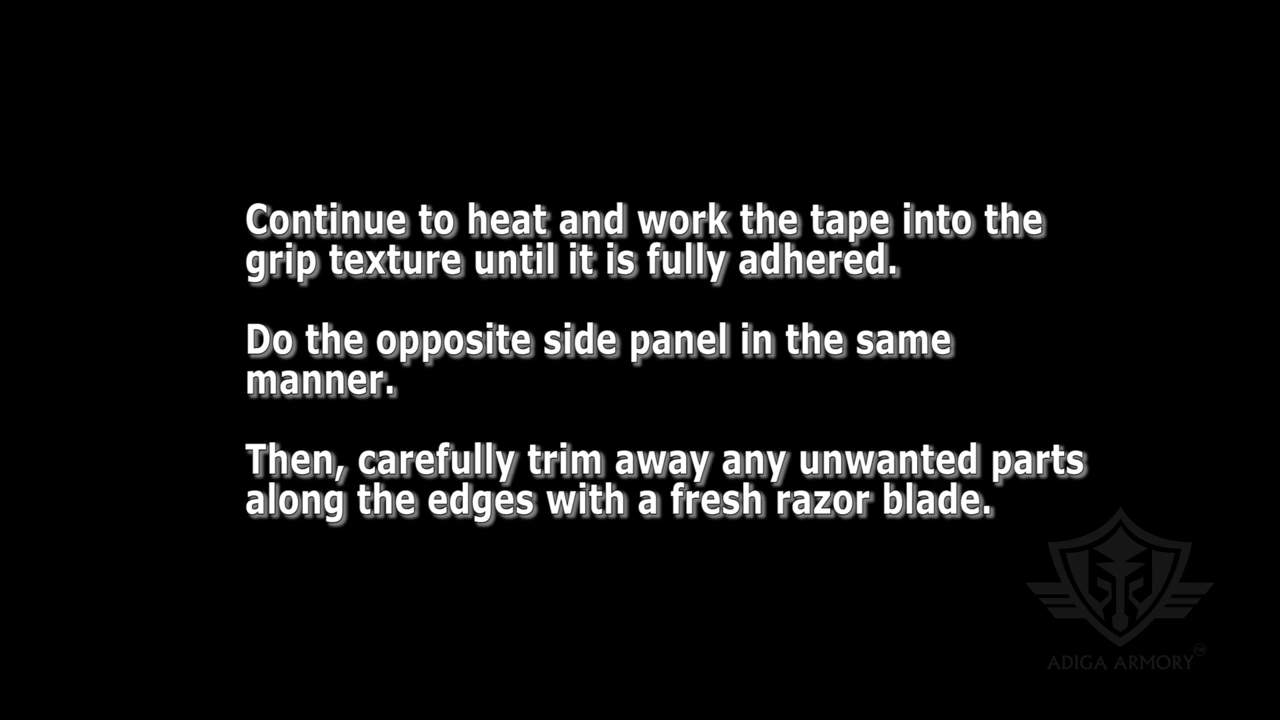 Continue to heat and work the tape into the
grip texture until it is fully adhered.
Do the opposite side panel in the same
manner.
Then, carefully trim away any unwanted parts
along the edges with a fresh razor blade.
ADIGA ARMORY TM